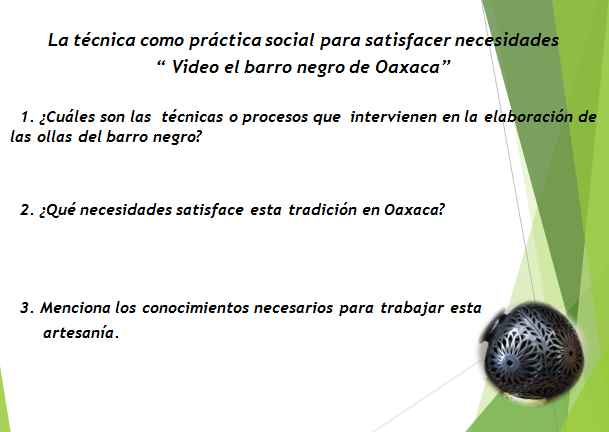 La técnica como práctica social para satisfacer necesidades
“ Video el barro negro de Oaxaca”
1. ¿Cuáles son las técnicas o procesos que intervienen en la elaboración de
las ollas del barro negro?
2. ¿Qué necesidades satisface esta tradición en Oaxaca?
3. Menciona los conocimientos necesarios para trabajar esta
artesanía.